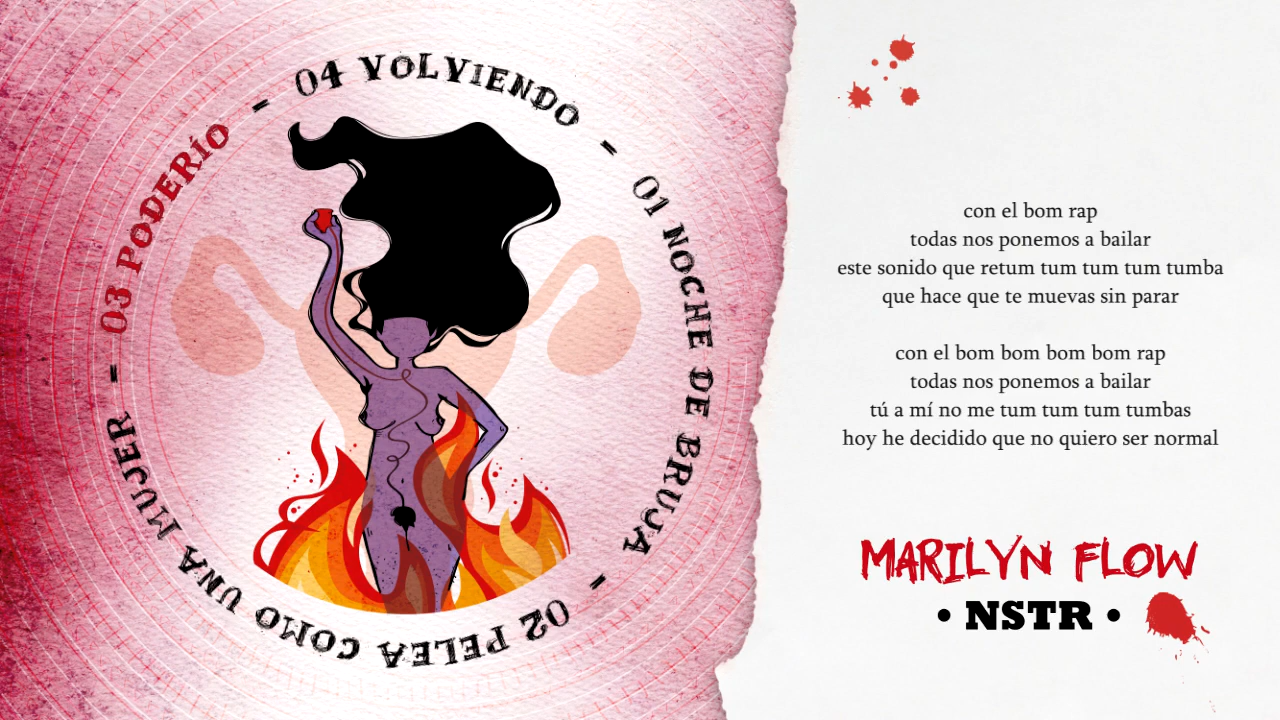 01 NOCHE DE BRUJA -
02 PELEA COMO UNA MUJER -
03 PODERÍO -
04 VOLVIENDO -
con el bom rap
todas nos ponemos a bailar
este sonido que retum tum tum tum tumba
que hace que te muevas sin parar
con el bom bom bom bom rap
todas nos ponemos a bailar
tú a mí no me tum tum tum tumbas
hoy he decidido que no quiero ser normal
MARILYN FLOW
• NSTR •